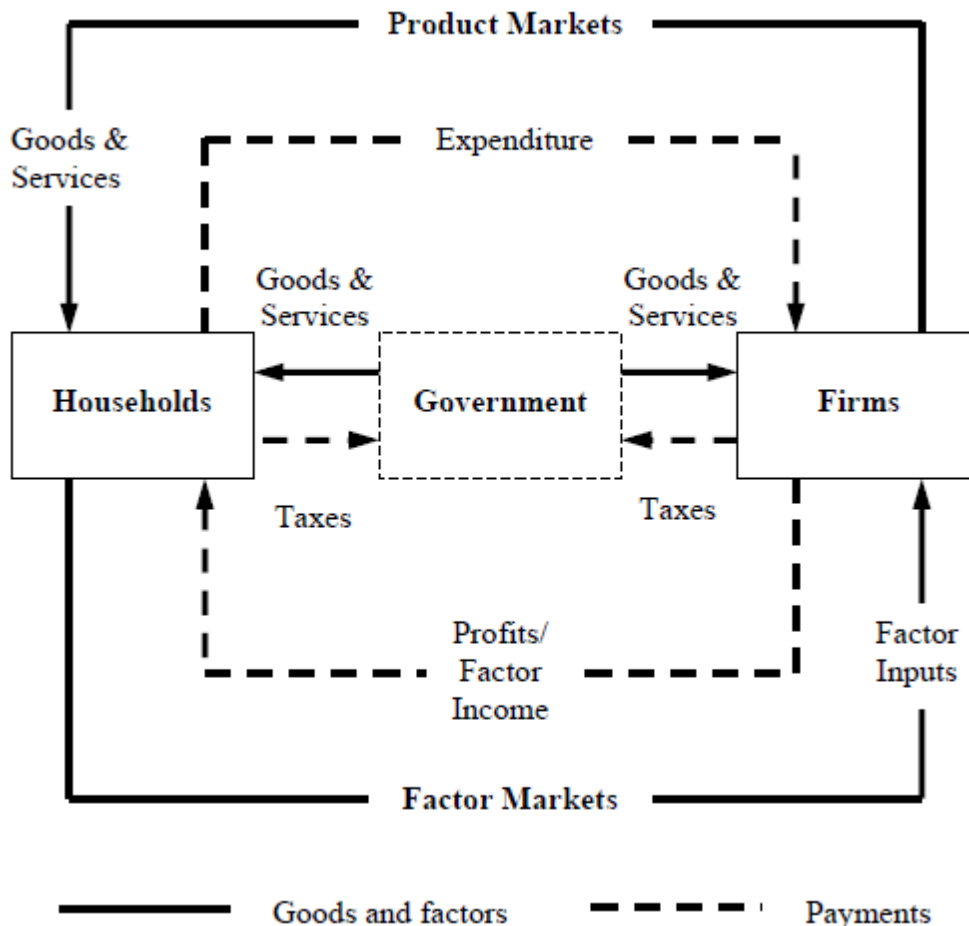 Product Markets
Goods &
Services
Expenditure
Goods &
Services
Goods &
Services
Households
Government
Firms
Taxes
Taxes
Profits/
Factor
Income
Factor
Inputs
Factor Markets
Goods and factors
Payments